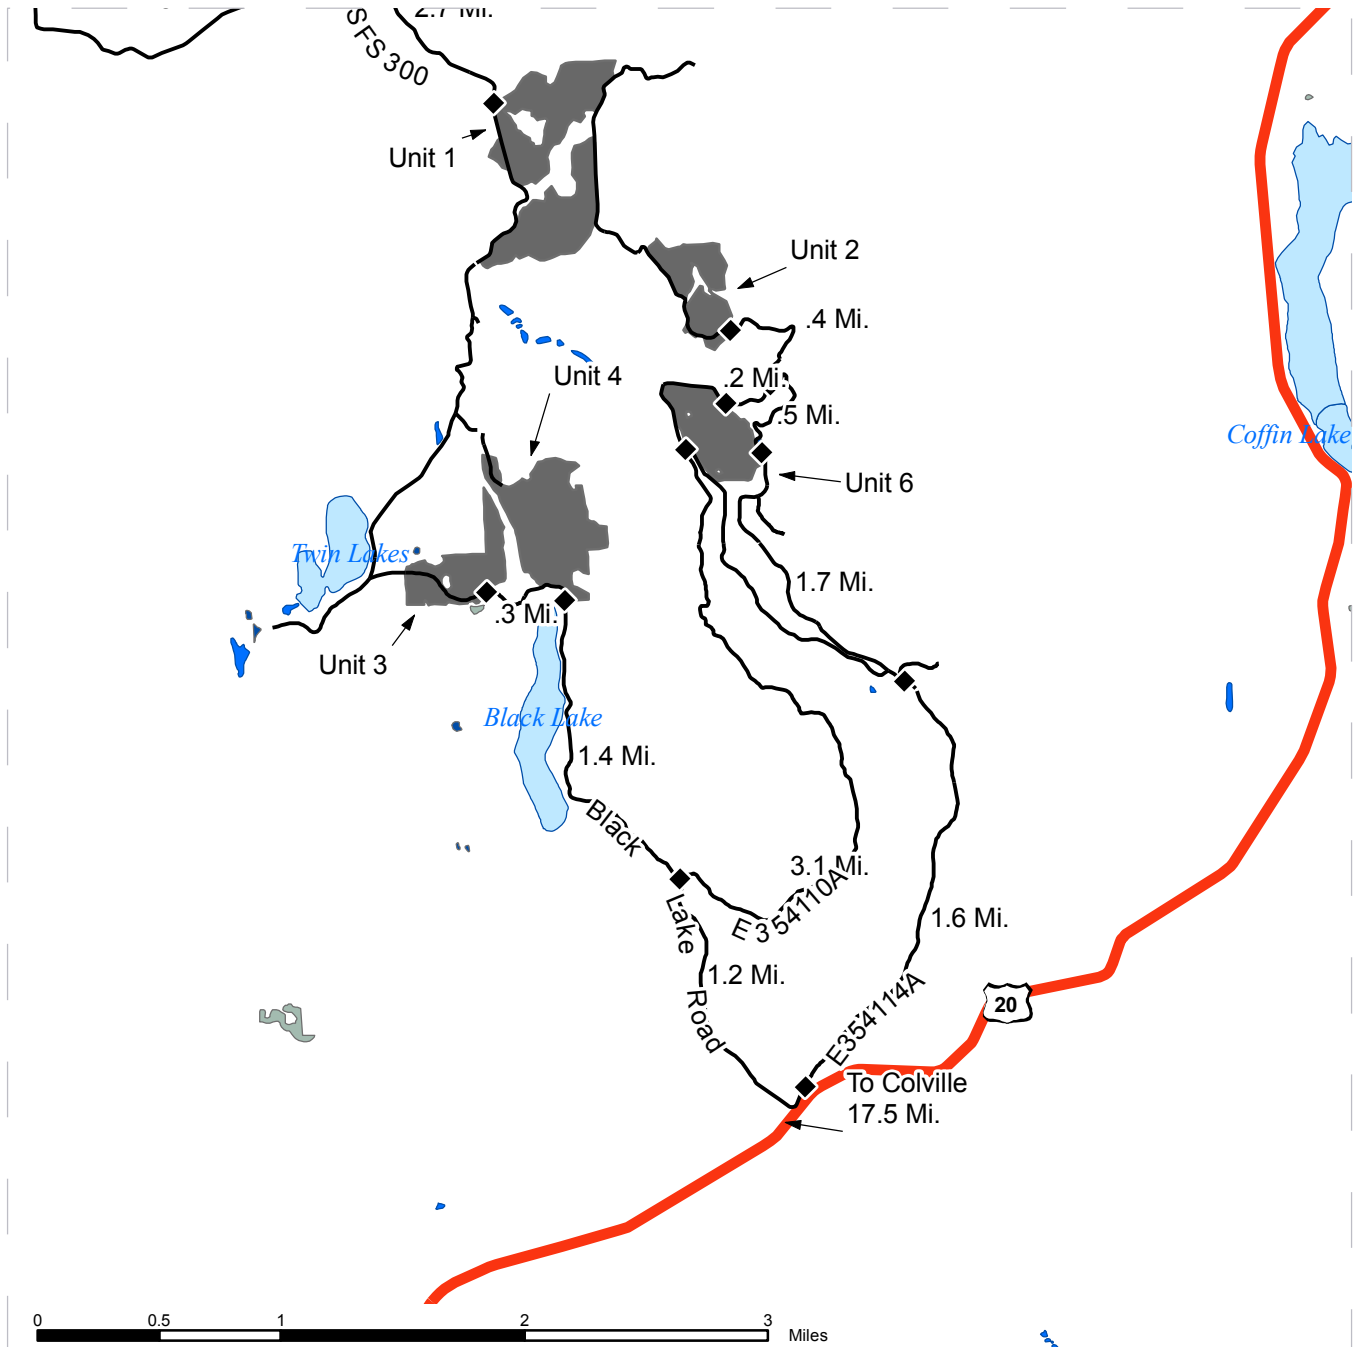 2.7 Mi.
SFS 300
Unit 1
Unit 2
.4 Mi.
Unit 4
.2 Mi.
.5 Mi.
Coffin Lake
Unit 6
Twin Lakes
1.7 Mi.
.3 Mi.
Unit 3
Black Lake
1.4 Mi.
Black Lake Road
3.1 Mi.
E 354110A
1.6 Mi.
1.2 Mi.
E354114A
20
To Colville
17.5 Mi.
0 0.5 1 2 3 Miles